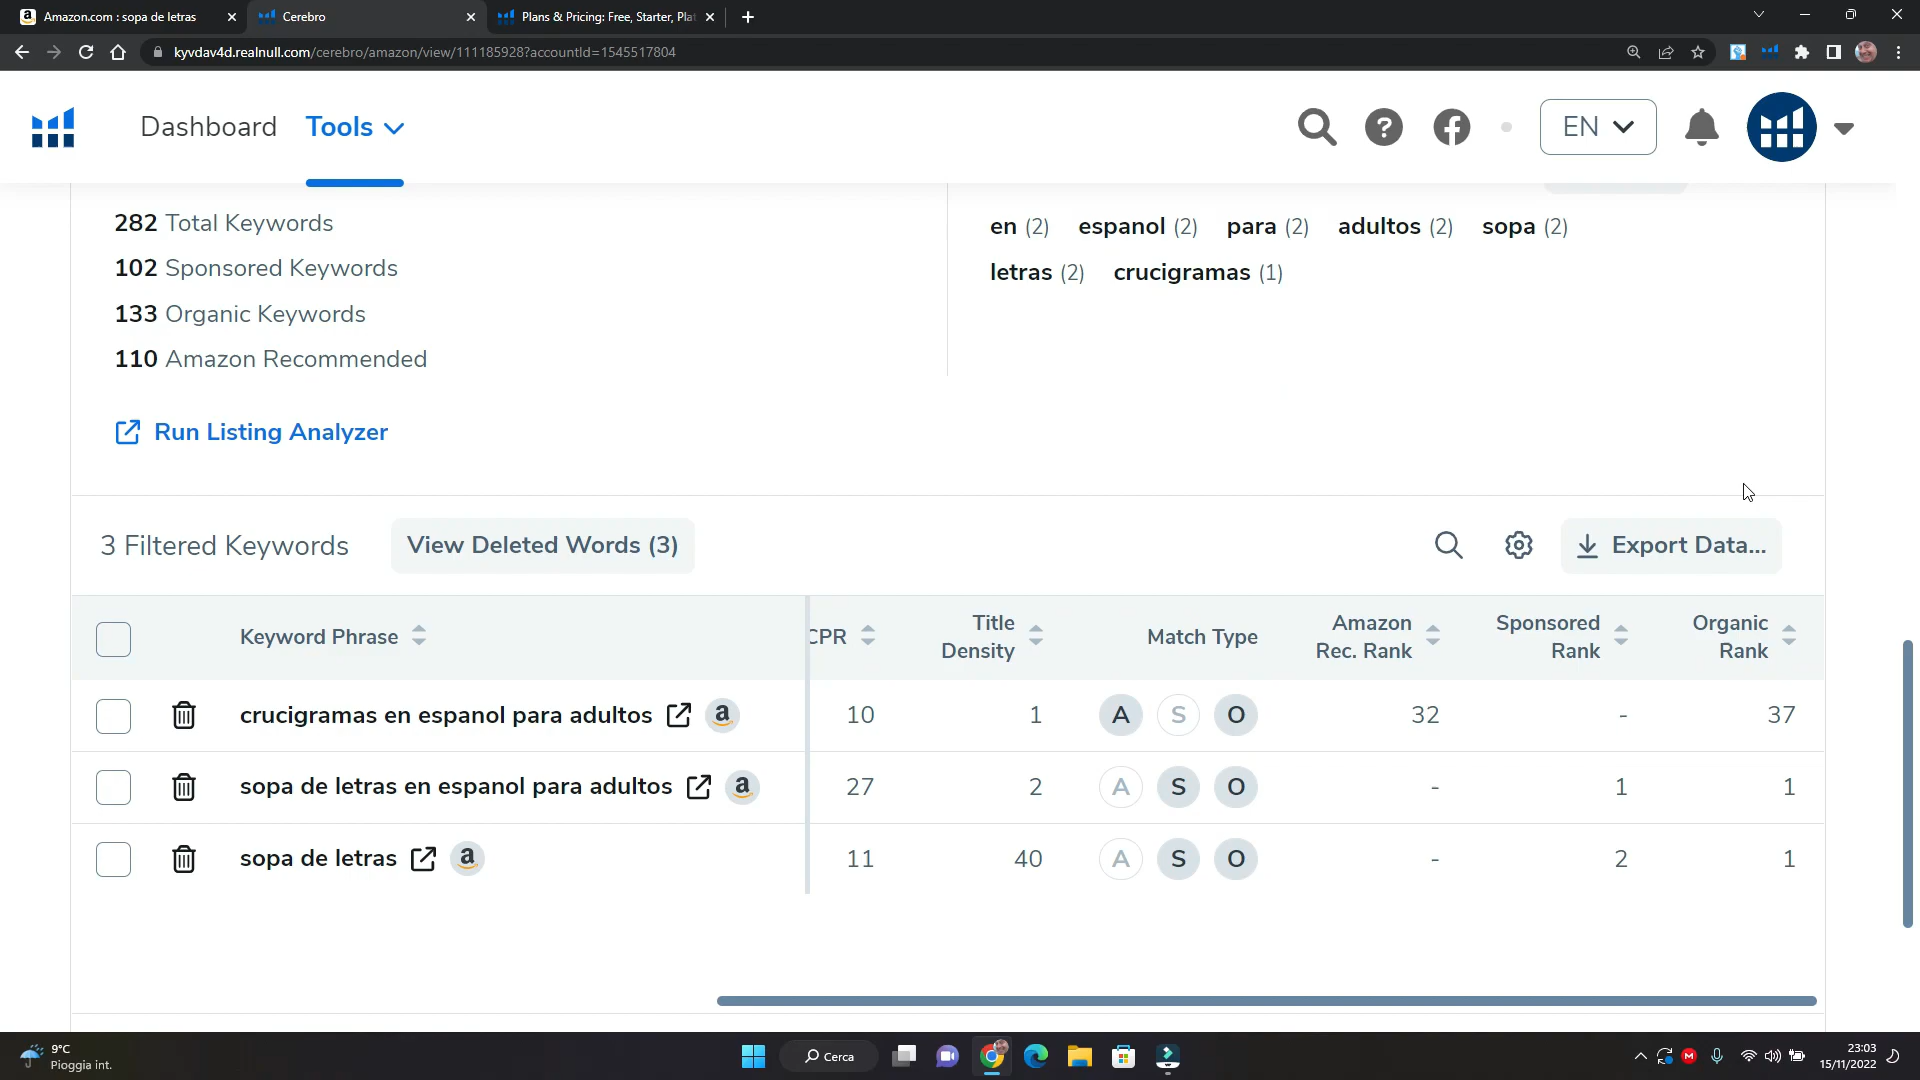 Amazon.com : sopa de letras
Cerebro
Plans & Pricing: Free, Starter, Plat
kyvdav4d.realnull.com/cerebro/amazon/view/111185928?accountId=1545517804
Dashboard
Tools
EN
282 Total Keywords
102 Sponsored Keywords
133 Organic Keywords
110 Amazon Recommended
Run Listing Analyzer
en (2) espanol (2) para (2) adultos (2) sopa (2)
letras (2) crucigramas (1)
3 Filtered Keywords
View Deleted Words (3)
Export Data...
Keyword Phrase
CPR
Title
Density
Match Type
Amazon
Rec. Rank
Sponsored
Rank
Organic
Rank
crucigramas en espanol para adultos a 10 1 A S O 32 - 37
sopa de letras en espanol para adultos a 27 2 A S O - 1 1
sopa de letras a 11 40 A S O - 2 1
9°C
Pioggia int.
Cerca
23:03
15/11/2022